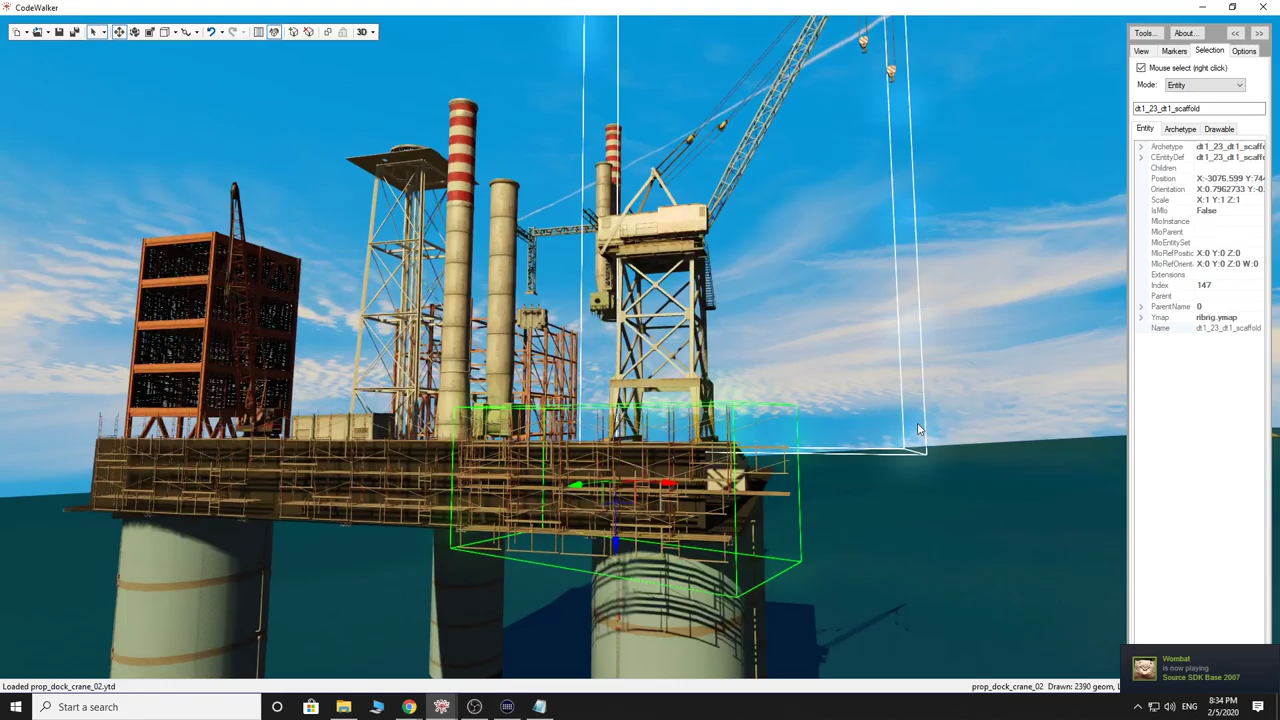 CodeWalker
3D
Tools...
About...
<<
>>
View
Markers
Selection
Options
Mouse select (right click)
Mode:
Entity
dt1_23_dt1_scaffold
Entity
Archetype
Drawable
Archetype dt1_23_dt1_scaff
CEntityDef dt1_23_dt1_scaff
Children
Position X:-3076.599 Y:744
Orientation X:0.7962733 Y:-0.
Scale X:1 Y:1 Z:1
IsMlo False
MloInstance
MloParent
MloEntitySet
MloRefPositic X:0 Y:0 Z:0
MloRefOrient. X:0 Y:0 Z:0 W:0
Extensions
Index 147
Parent
ParentName 0
Ymap ribrig.ymap
Name dt1_23_dt1_scaffold
Wombat
is now playing
Source SDK Base 2007
Loaded prop_dock_crane_02.ytd
prop_dock_crane_02 Drawn: 2390 geom, L
Start a search
ENG
8:34 PM
2/5/2020